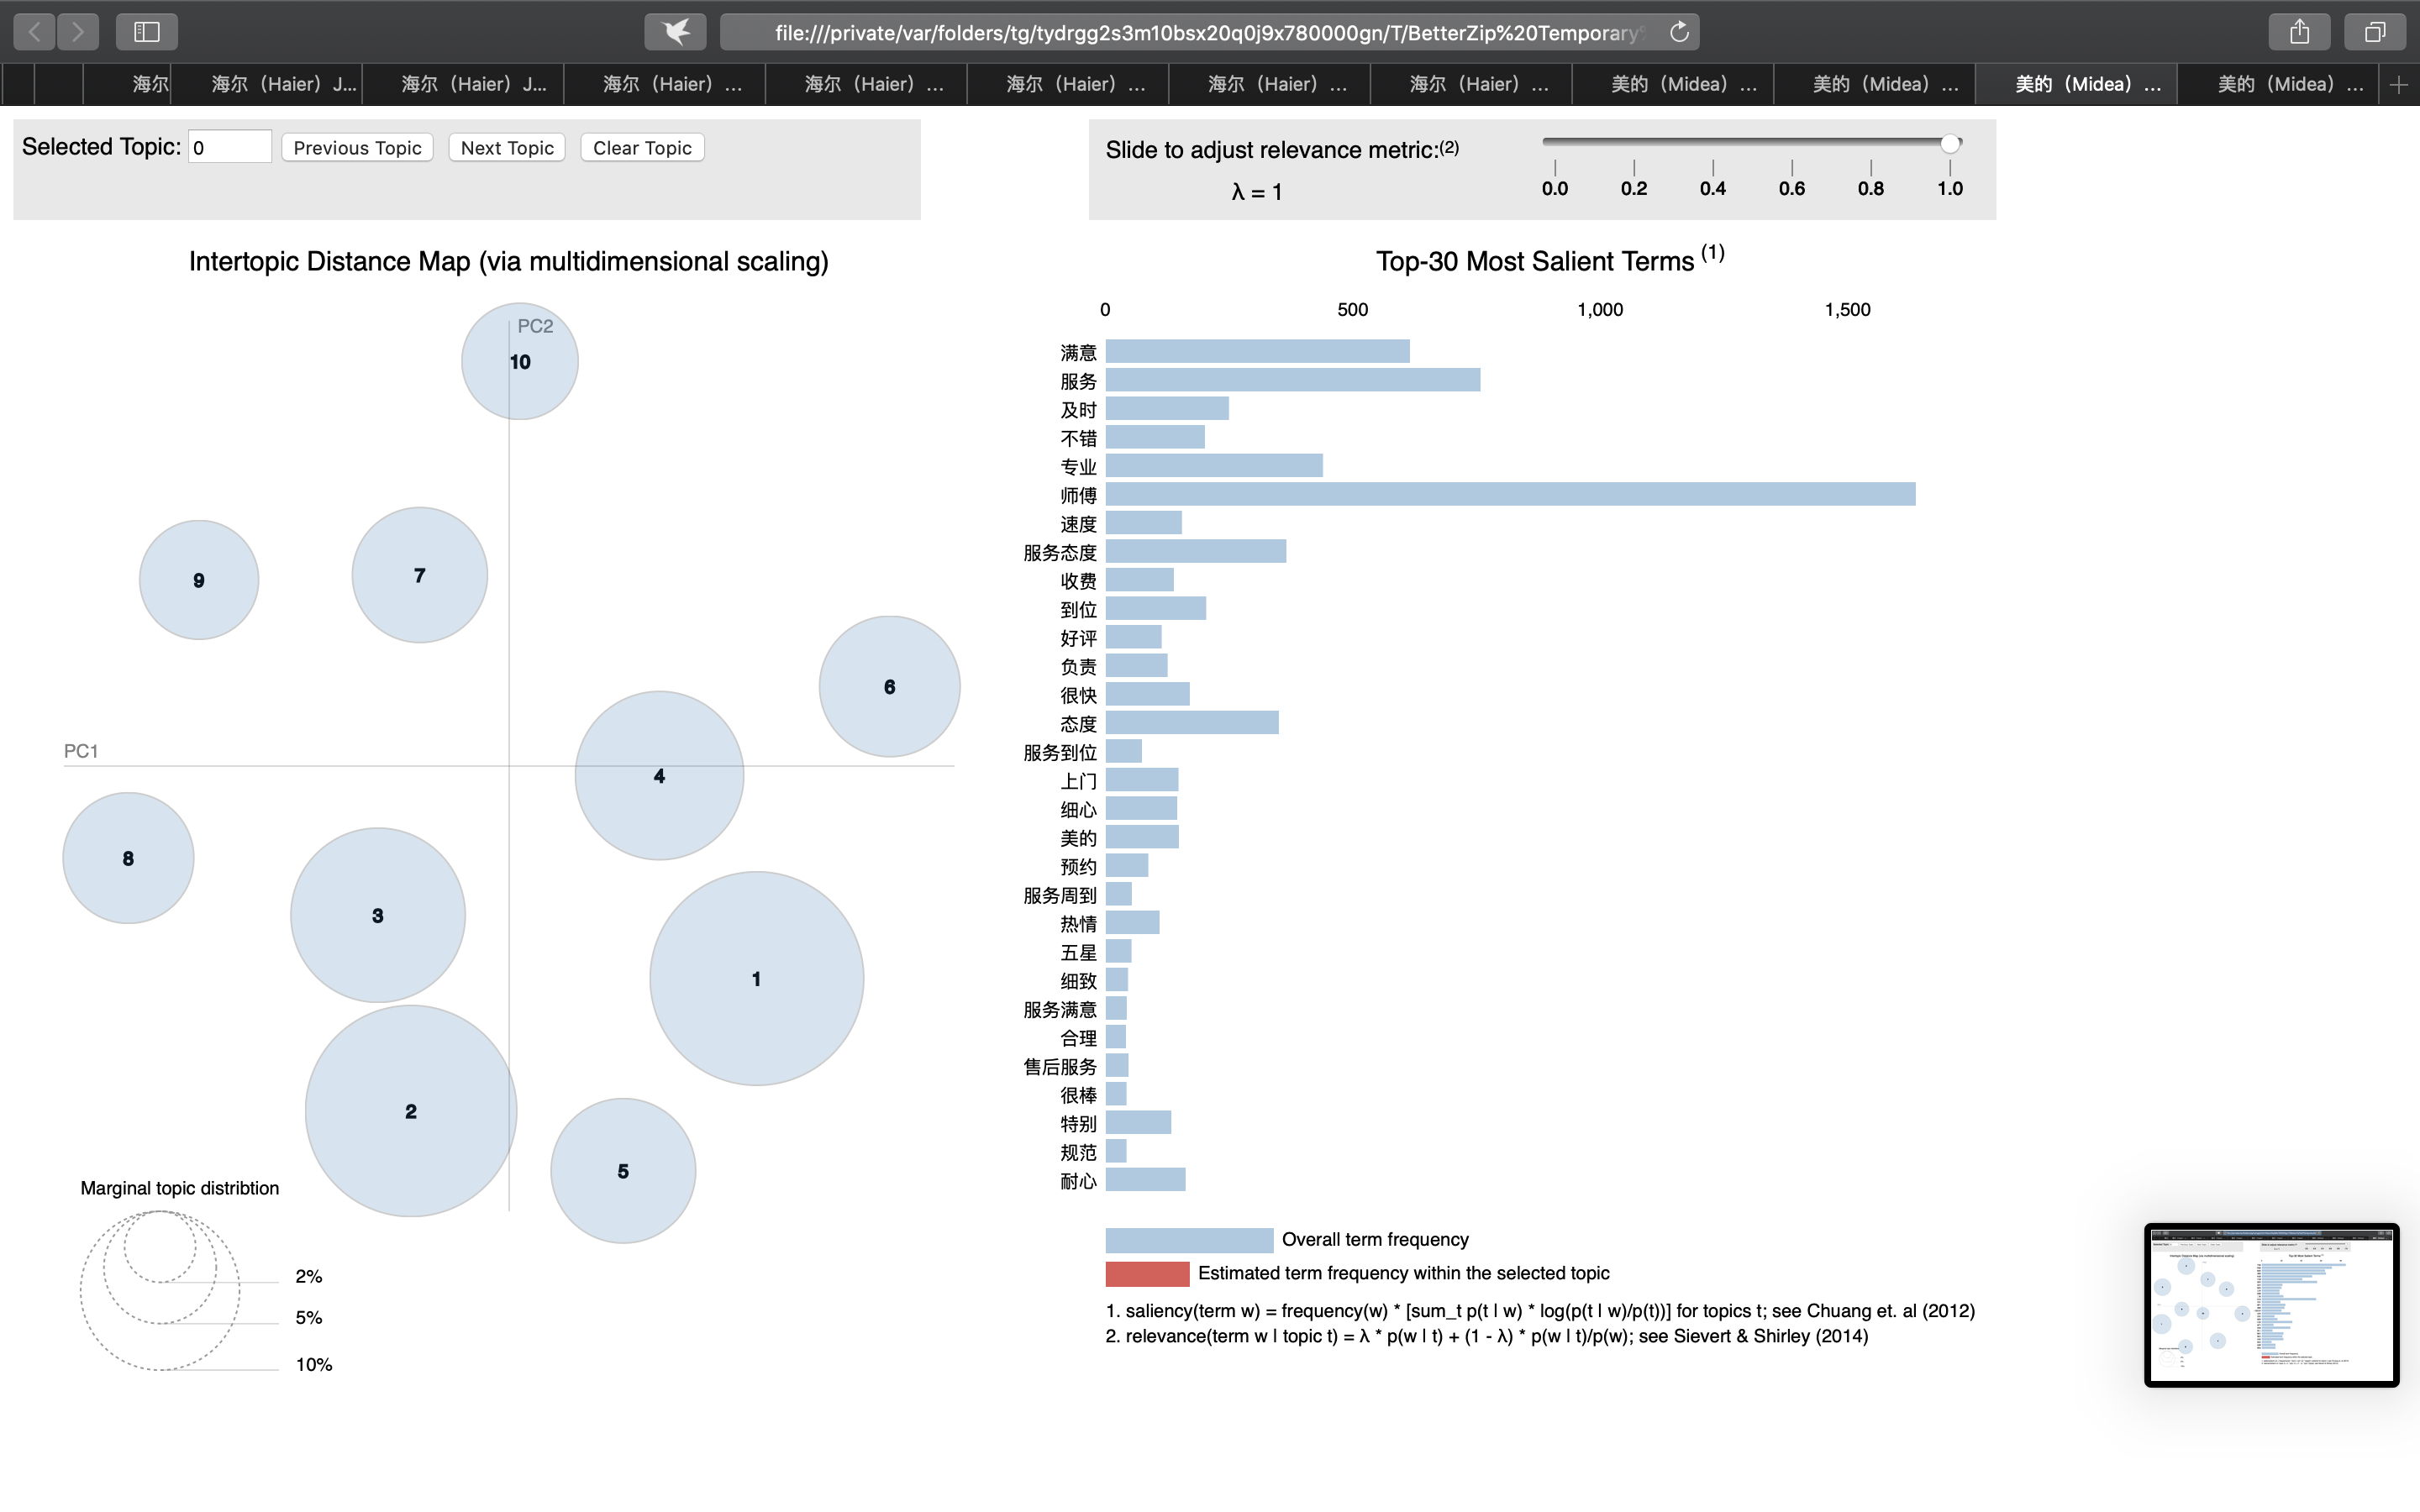 file:///private/var/folders/tg/tydrgg2s3m10bsx20q0j9x780000gn/T/BetterZip%20Temporary
海尔
海尔（Haier）J...
海尔（Haier）J...
海尔（Haier）...
海尔（Haier）...
海尔（Haier）...
海尔（Haier）...
海尔（Haier）...
美的（Midea）...
美的（Midea）...
美的（Midea）...
美的（Midea）...
Selected Topic: 0 Previous Topic Next Topic Clear Topic
Slide to adjust relevance metric:(2)
λ = 1
0.0 0.2 0.4 0.6 0.8 1.0
Intertopic Distance Map (via multidimensional scaling)
PC2
10
9
7
6
PC1
4
8
3
1
2
5
Marginal topic distribtion
2%
5%
10%
Top-30 Most Salient Terms (1)
0 500 1,000 1,500
满意
服务
及时
不错
专业
师傅
速度
服务态度
收费
到位
好评
负责
很快
态度
服务到位
上门
细心
美的
预约
服务周到
热情
五星
细致
服务满意
合理
售后服务
很棒
特别
规范
耐心
Overall term frequency
Estimated term frequency within the selected topic
1. saliency(term w) = frequency(w) * [sum_t p(t | w) * log(p(t | w)/p(t))] for topics t; see Chuang et. al (2012)
2. relevance(term w | topic t) = λ * p(w | t) + (1 - λ) * p(w | t)/p(w); see Sievert & Shirley (2014)